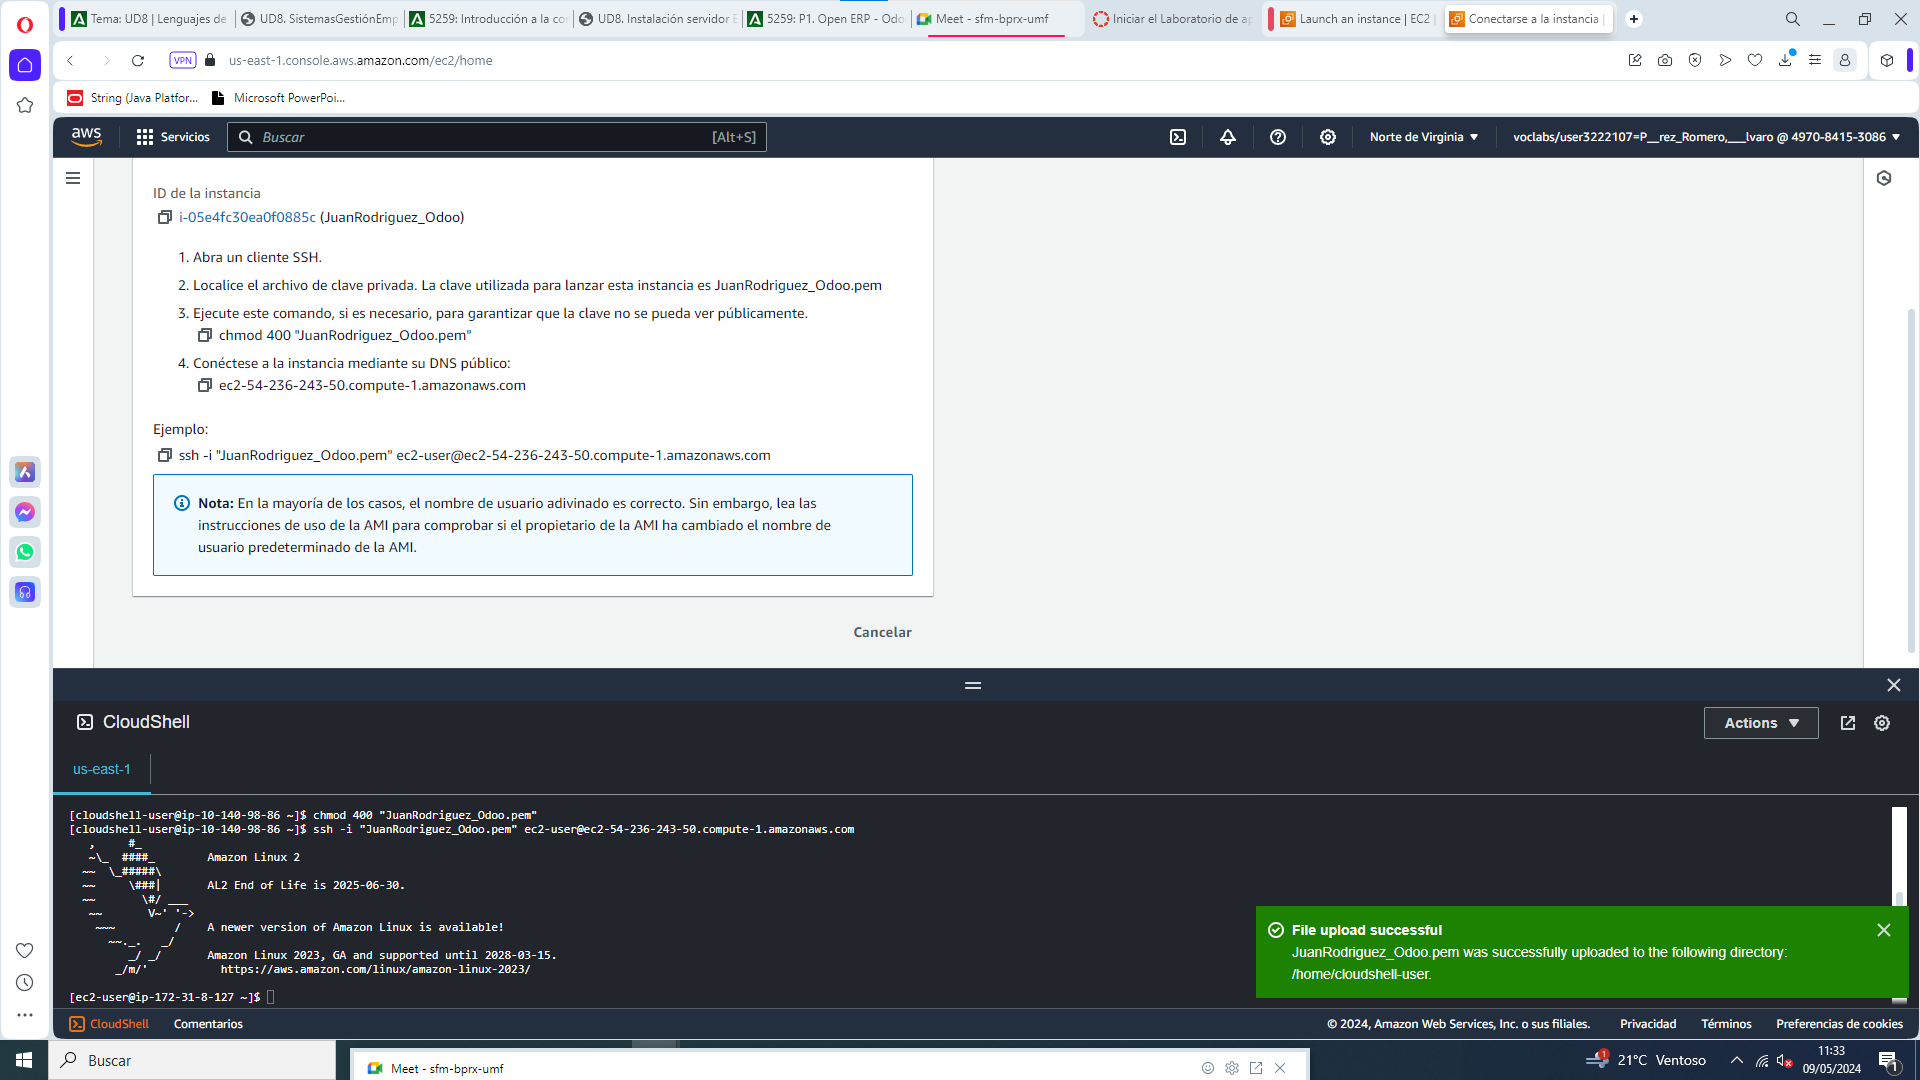 Tema: UD8 | Lenguajes de
UD8. SistemasGestiónEmp
5259: Introducción a la co
UD8. Instalación servidor E
5259: P1. Open ERP - Odo
Meet - sfm-bprx-umf
Iniciar el Laboratorio de ap
Launch an instance | EC2 |
Conectarse a la instancia |
VPN
us-east-1.console.aws.amazon.com/ec2/home
String (Java Platfor...
Microsoft PowerPoi...
aws
Servicios
Buscar
[Alt+S]
Norte de Virginia
voclabs/user3222107=P__rez_Romero,___lvaro @ 4970-8415-3086
ID de la instancia
i-05e4fc30ea0f0885c (JuanRodriguez_Odoo)
1. Abra un cliente SSH.
2. Localice el archivo de clave privada. La clave utilizada para lanzar esta instancia es JuanRodriguez_Odoo.pem
3. Ejecute este comando, si es necesario, para garantizar que la clave no se pueda ver públicamente.
chmod 400 "JuanRodriguez_Odoo.pem"
4. Conéctese a la instancia mediante su DNS público:
ec2-54-236-243-50.compute-1.amazonaws.com
Ejemplo:
ssh -i "JuanRodriguez_Odoo.pem" ec2-user@ec2-54-236-243-50.compute-1.amazonaws.com
Nota: En la mayoría de los casos, el nombre de usuario adivinado es correcto. Sin embargo, lea las
instrucciones de uso de la AMI para comprobar si el propietario de la AMI ha cambiado el nombre de
usuario predeterminado de la AMI.
Cancelar
CloudShell
Actions
us-east-1
[cloudshell-user@ip-10-140-98-86 ~]$ chmod 400 "JuanRodriguez_Odoo.pem"
[cloudshell-user@ip-10-140-98-86 ~]$ ssh -i "JuanRodriguez_Odoo.pem" ec2-user@ec2-54-236-243-50.compute-1.amazonaws.com
   ,     #_
   ~\_  ####_        Amazon Linux 2
  ~~  \_#####\
  ~~     \###|       AL2 End of Life is 2025-06-30.
  ~~       \#/ ___
   ~~       V~' '->
    ~~~         /    A newer version of Amazon Linux is available!
      ~~._.   _/
         _/ _/       Amazon Linux 2023, GA and supported until 2028-03-15.
       _/m/'           https://aws.amazon.com/linux/amazon-linux-2023/
[ec2-user@ip-172-31-8-127 ~]$
File upload successful
JuanRodriguez_Odoo.pem was successfully uploaded to the following directory:
/home/cloudshell-user.
CloudShell
Comentarios
© 2024, Amazon Web Services, Inc. o sus filiales.
Privacidad
Términos
Preferencias de cookies
Buscar
Meet - sfm-bprx-umf
1
21°C Ventoso
11:33
09/05/2024
1